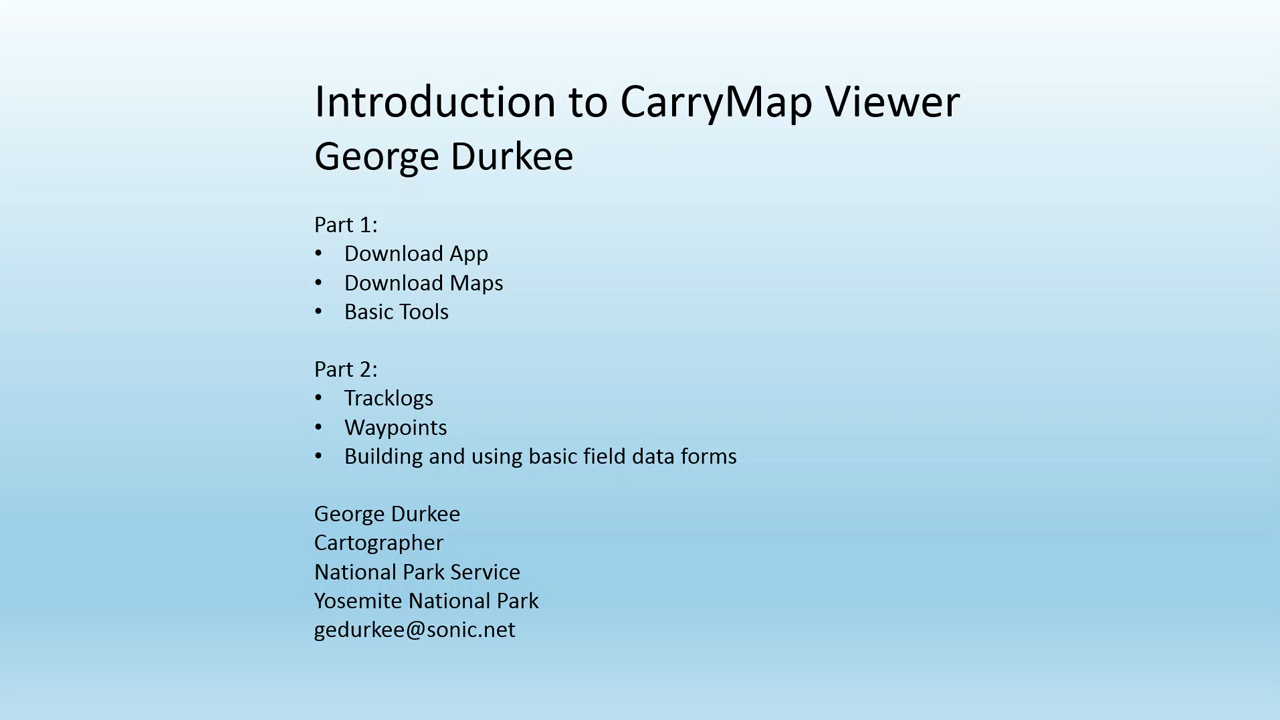 Introduction to CarryMap Viewer
George Durkee
Part 1:
• Download App
• Download Maps
• Basic Tools
Part 2:
• Tracklogs
• Waypoints
• Building and using basic field data forms
George Durkee
Cartographer
National Park Service
Yosemite National Park
gedurkee@sonic.net